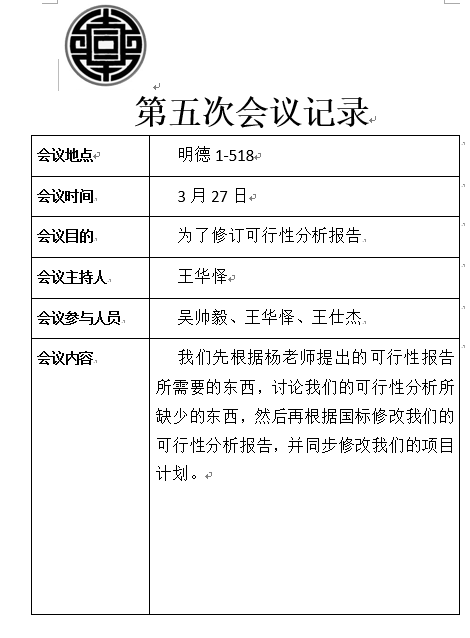 第五次会议记录
会议地点 明德 1-518
会议时间 3 月 27 日
会议目的 为了修订可行性分析报告
会议主持人 王华怿
会议参与人员 吴帅毅、王华怿、王仕杰
会议内容 我们先根据杨老师提出的可行性报告
所需要的东西，讨论我们的可行性分析所
缺少的东西，然后再根据国标修改我们的
可行性分析报告，并同步修改我们的项目
计划。